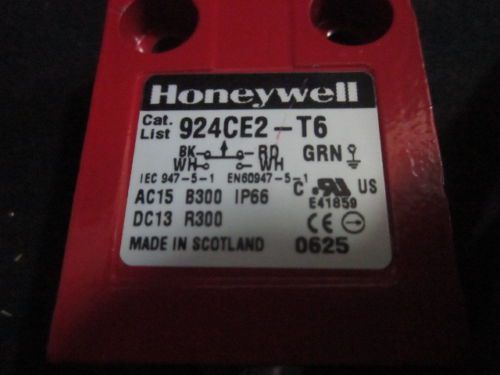 Honeywell
Cat. List 924CE2-T6
BK RD GRN
WH WH
IEC 947-5-1 EN60947-5-1
AC15 B300 IP66 C UR US
DC13 R300 E41859
MADE IN SCOTLAND CE
0625